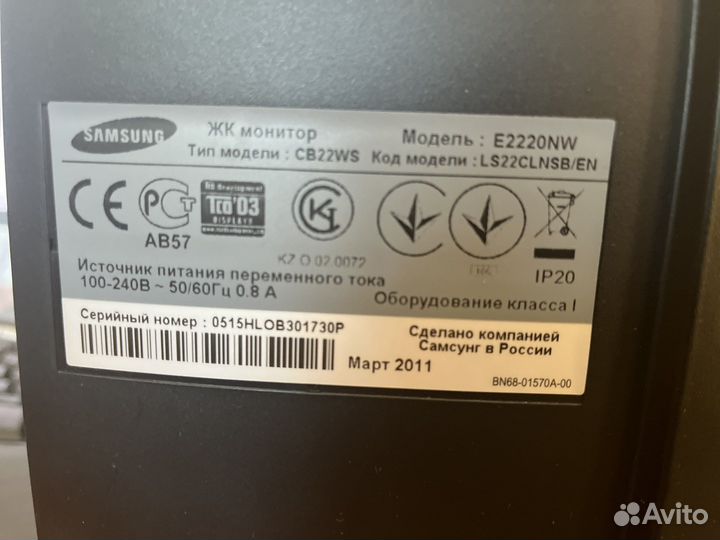 SAMSUNG
ЖК монитор
Модель : E2220NW
Тип модели : CB22WS
Код модели : LS22CLNSB/EN
CE
РСТ
АВ57
TCO'03
DISPLAYS
KZ O 02.0072
IP20
Источник питания переменного тока
100-240В ~ 50/60Гц 0.8 А
Оборудование класса I
Серийный номер : 0515HLOB301730P
Сделано компанией
Самсунг в России
Март 2011
BN68-01570A-00
Avito